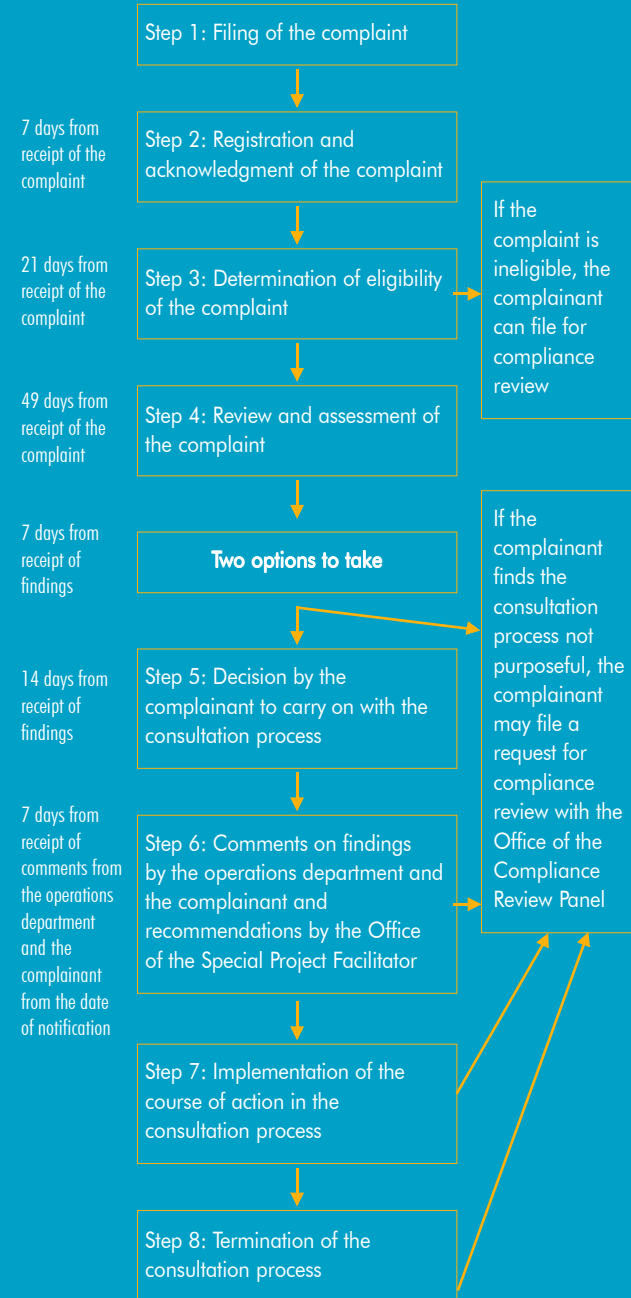 Step 1: Filing of the complaint
7 days from
receipt of the
complaint
Step 2: Registration and
acknowledgment of the complaint
21 days from
receipt of the
complaint
Step 3: Determination of eligibility
of the complaint
If the
complaint is
ineligible, the
complainant
can file for
compliance
review
49 days from
receipt of the
complaint
Step 4: Review and assessment of
the complaint
7 days from
receipt of
findings
Two options to take
If the
complainant
finds the
consultation
process not
purposeful, the
complainant
may file a
request for
compliance
review with the
Office of the
Compliance
Review Panel
14 days from
receipt of
findings
Step 5: Decision by the
complainant to carry on with the
consultation process
7 days from
receipt of
comments from
the operations
department
and the
complainant
from the date
of notification
Step 6: Comments on findings
by the operations department and
the complainant and
recommendations by the Office
of the Special Project Facilitator
Step 7: Implementation of the
course of action in the
consultation process
Step 8: Termination of the
consultation process